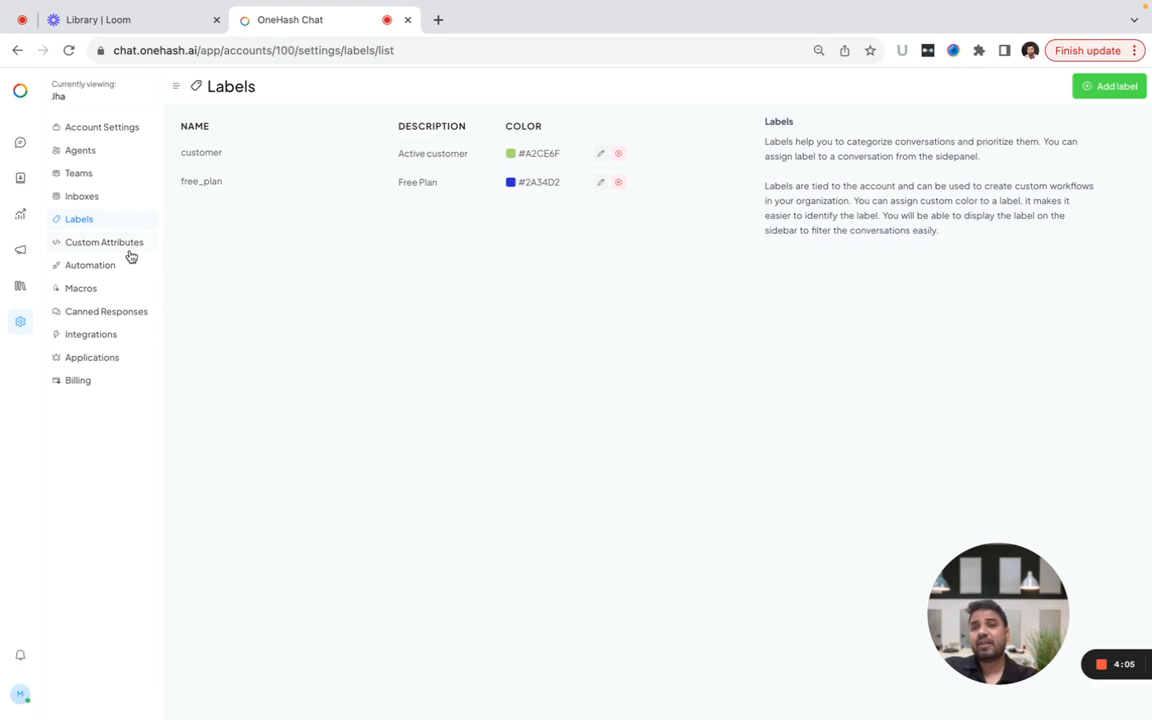 Library | Loom
OneHash Chat
chat.onehash.ai/app/accounts/100/settings/labels/list
Finish update
Currently viewing:
Jha
Account Settings
Agents
Teams
Inboxes
Labels
Custom Attributes
Automation
Macros
Canned Responses
Integrations
Applications
Billing
M
Labels
Add label
NAME DESCRIPTION COLOR
customer Active customer #A2CE6F
free_plan Free Plan #2A34D2
Labels
Labels help you to categorize conversations and prioritize them. You can
assign label to a conversation from the sidepanel.
Labels are tied to the account and can be used to create custom workflows
in your organization. You can assign custom color to a label, it makes it
easier to identify the label. You will be able to display the label on the
sidebar to filter the conversations easily.
4:05